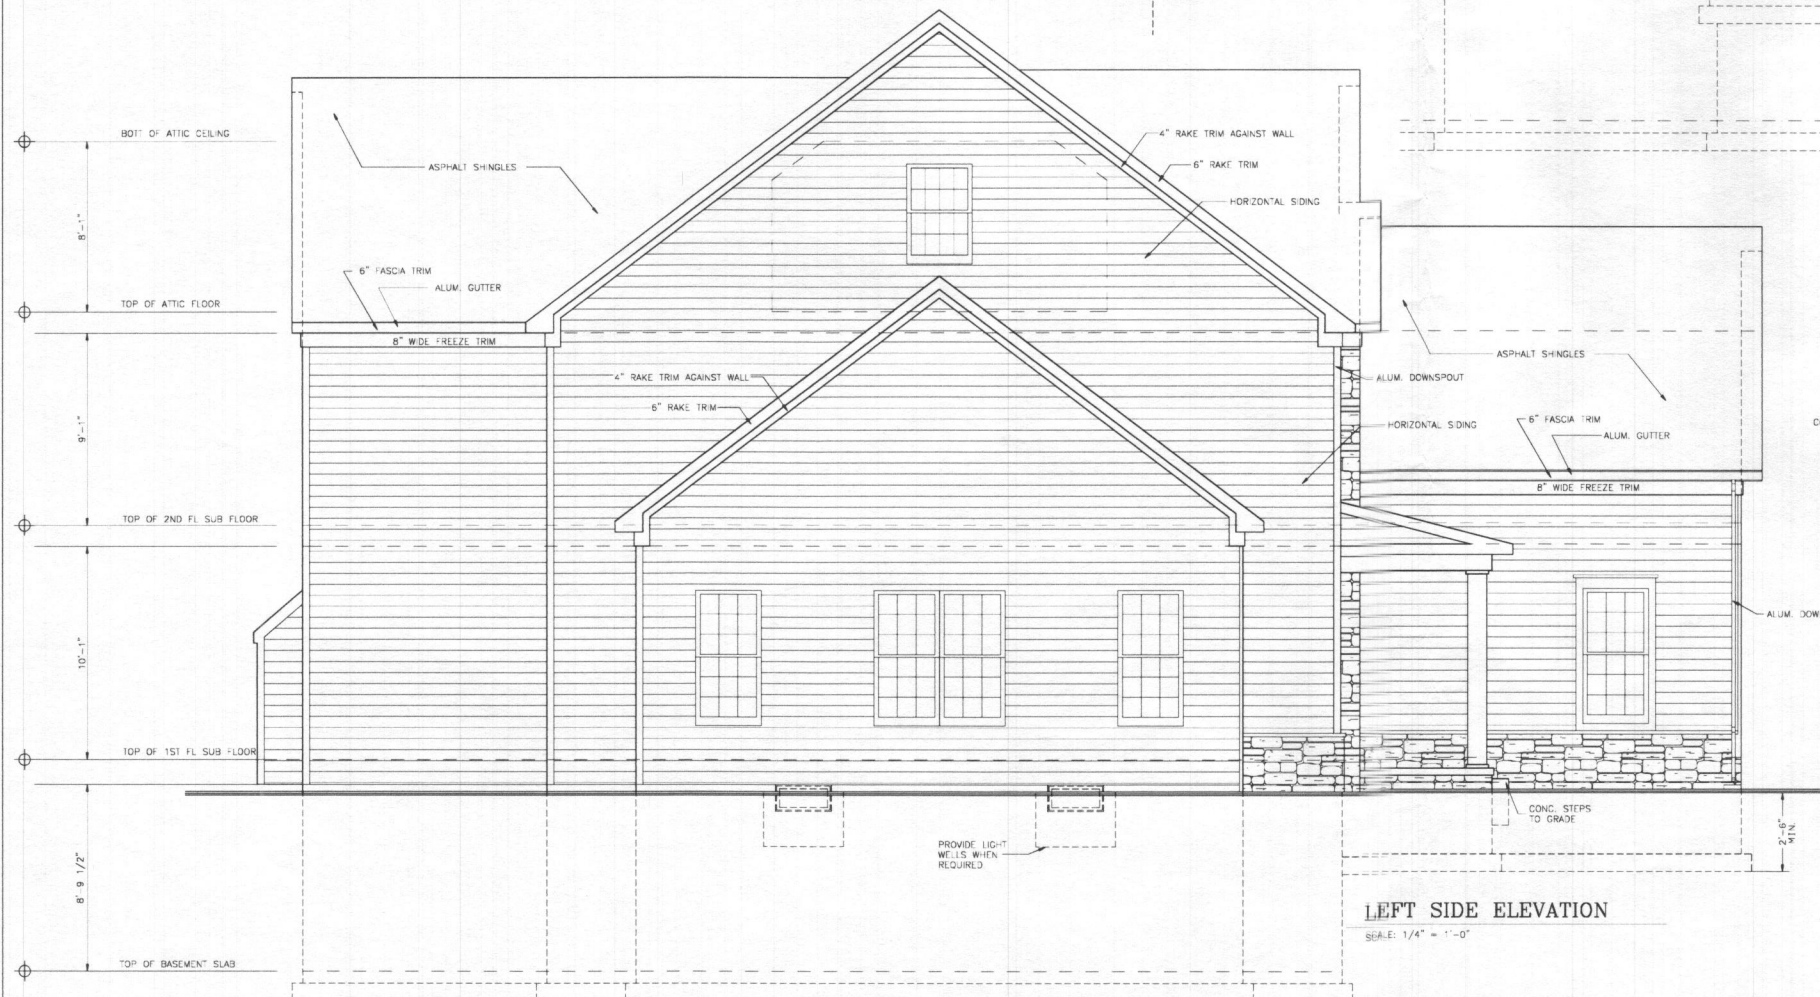 BOTT OF ATTIC CEILING
ASPHALT SHINGLES
4" RAKE TRIM AGAINST WALL
6" RAKE TRIM
HORIZONTAL SIDING
8'-1"
6" FASCIA TRIM
ALUM. GUTTER
TOP OF ATTIC FLOOR
8" WIDE FREEZE TRIM
ASPHALT SHINGLES
4" RAKE TRIM AGAINST WALL
6" RAKE TRIM
ALUM. DOWNSPOUT
9'-1"
HORIZONTAL SIDING
6" FASCIA TRIM
ALUM. GUTTER
8" WIDE FREEZE TRIM
TOP OF 2ND FL SUB FLOOR
10'-1"
ALUM. DOW
TOP OF 1ST FL SUB FLOOR
CONC. STEPS
TO GRADE
2'-6"
MIN.
PROVIDE LIGHT
WELLS WHEN
REQUIRED
8'-9 1/2"
LEFT SIDE ELEVATION
SCALE: 1/4" = 1'-0"
TOP OF BASEMENT SLAB